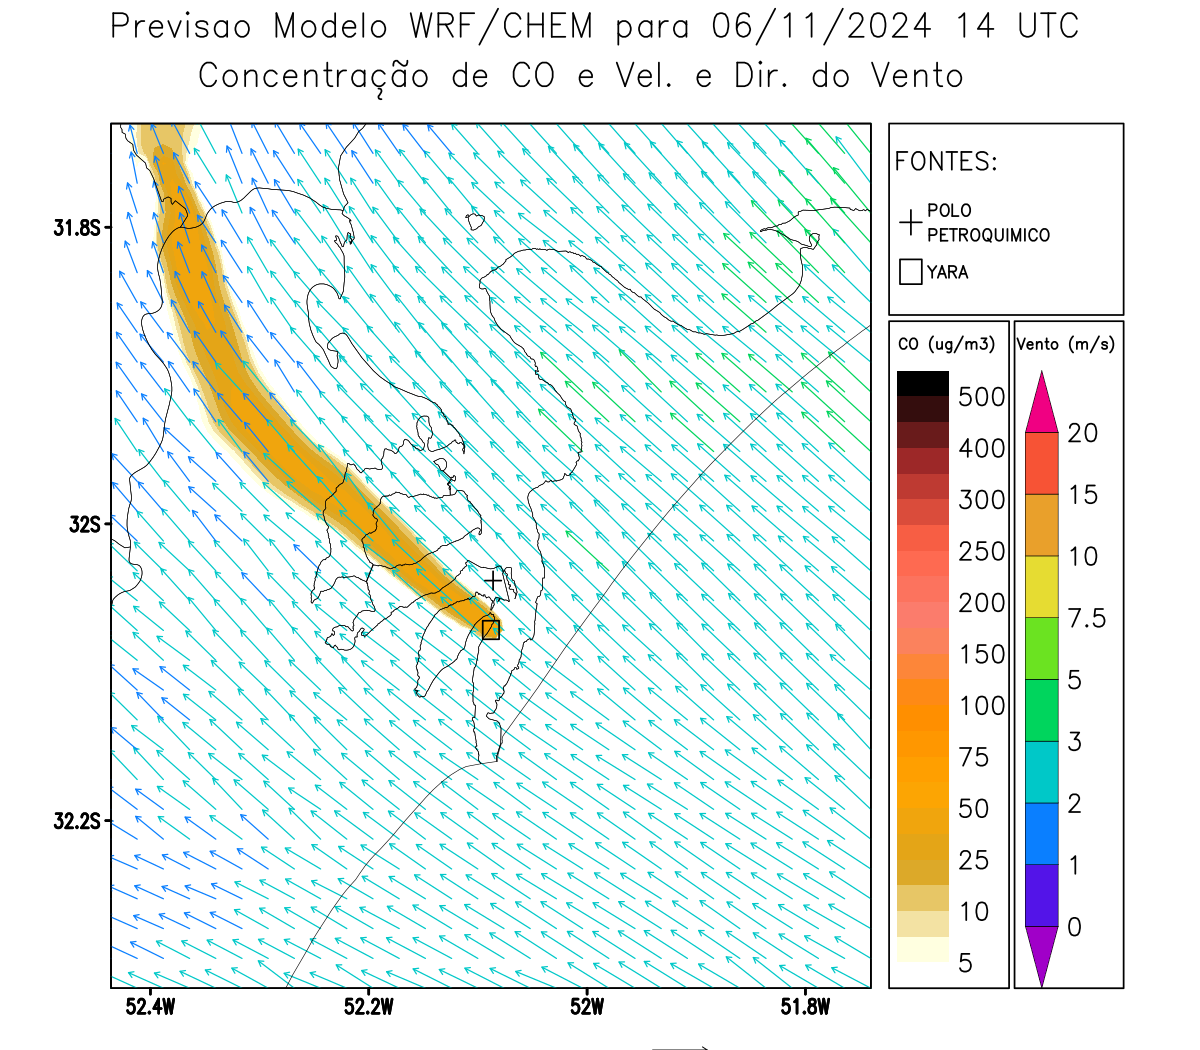 Previsao Modelo WRF/CHEM para 06/11/2024 14 UTC
Concentração de CO e Vel. e Dir. do Vento
FONTES:
POLO
PETROQUIMICO
YARA
31.8S
32S
32.2S
52.4W
52.2W
52W
51.8W
CO (ug/m3)
500
400
300
250
200
150
100
75
50
25
10
5
Vento (m/s)
20
15
10
7.5
5
3
2
1
0